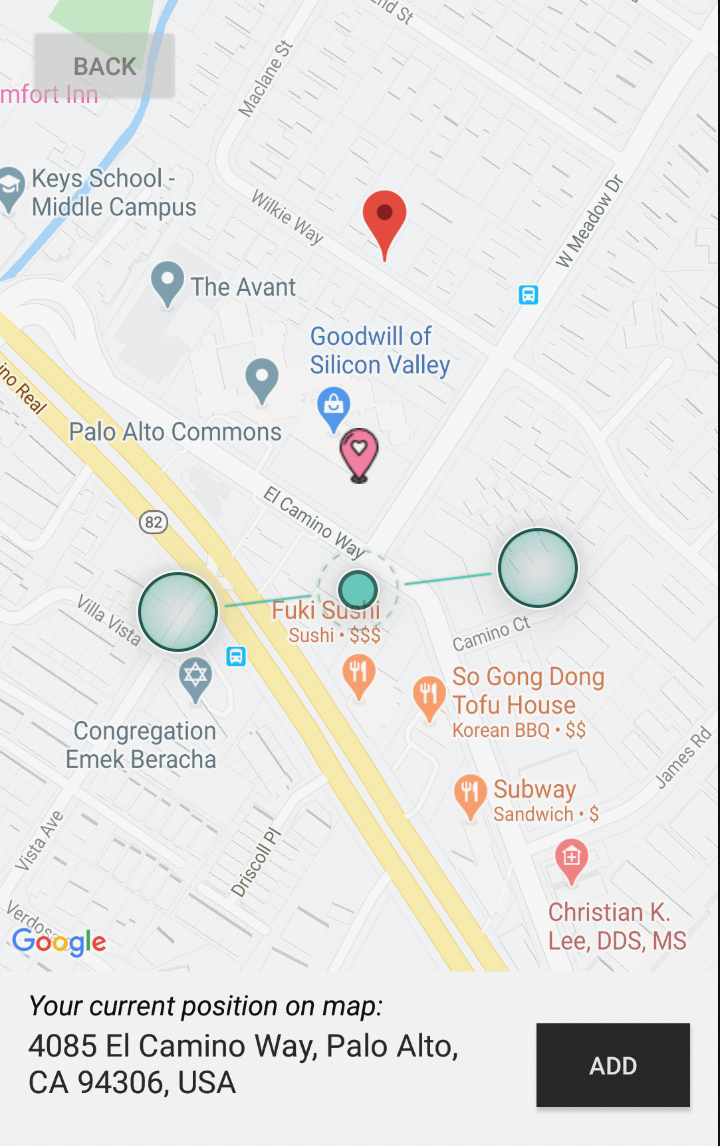 2nd St
BACK
mfort Inn
Maclane St
Keys School -
Middle Campus
Wilkie Way
W Meadow Dr
The Avant
Goodwill of
Silicon Valley
ino Real
Palo Alto Commons
El Camino Way
82
Villa Vista
Fuki Sushi
Sushi • $$$
Camino Ct
So Gong Dong
Tofu House
Korean BBQ • $$
Congregation
Emek Beracha
James Rd
Subway
Sandwich • $
Vista Ave
Driscoll Pl
Christian K.
Lee, DDS, MS
Verdos
Google
Your current position on map:
4085 El Camino Way, Palo Alto,
CA 94306, USA
ADD